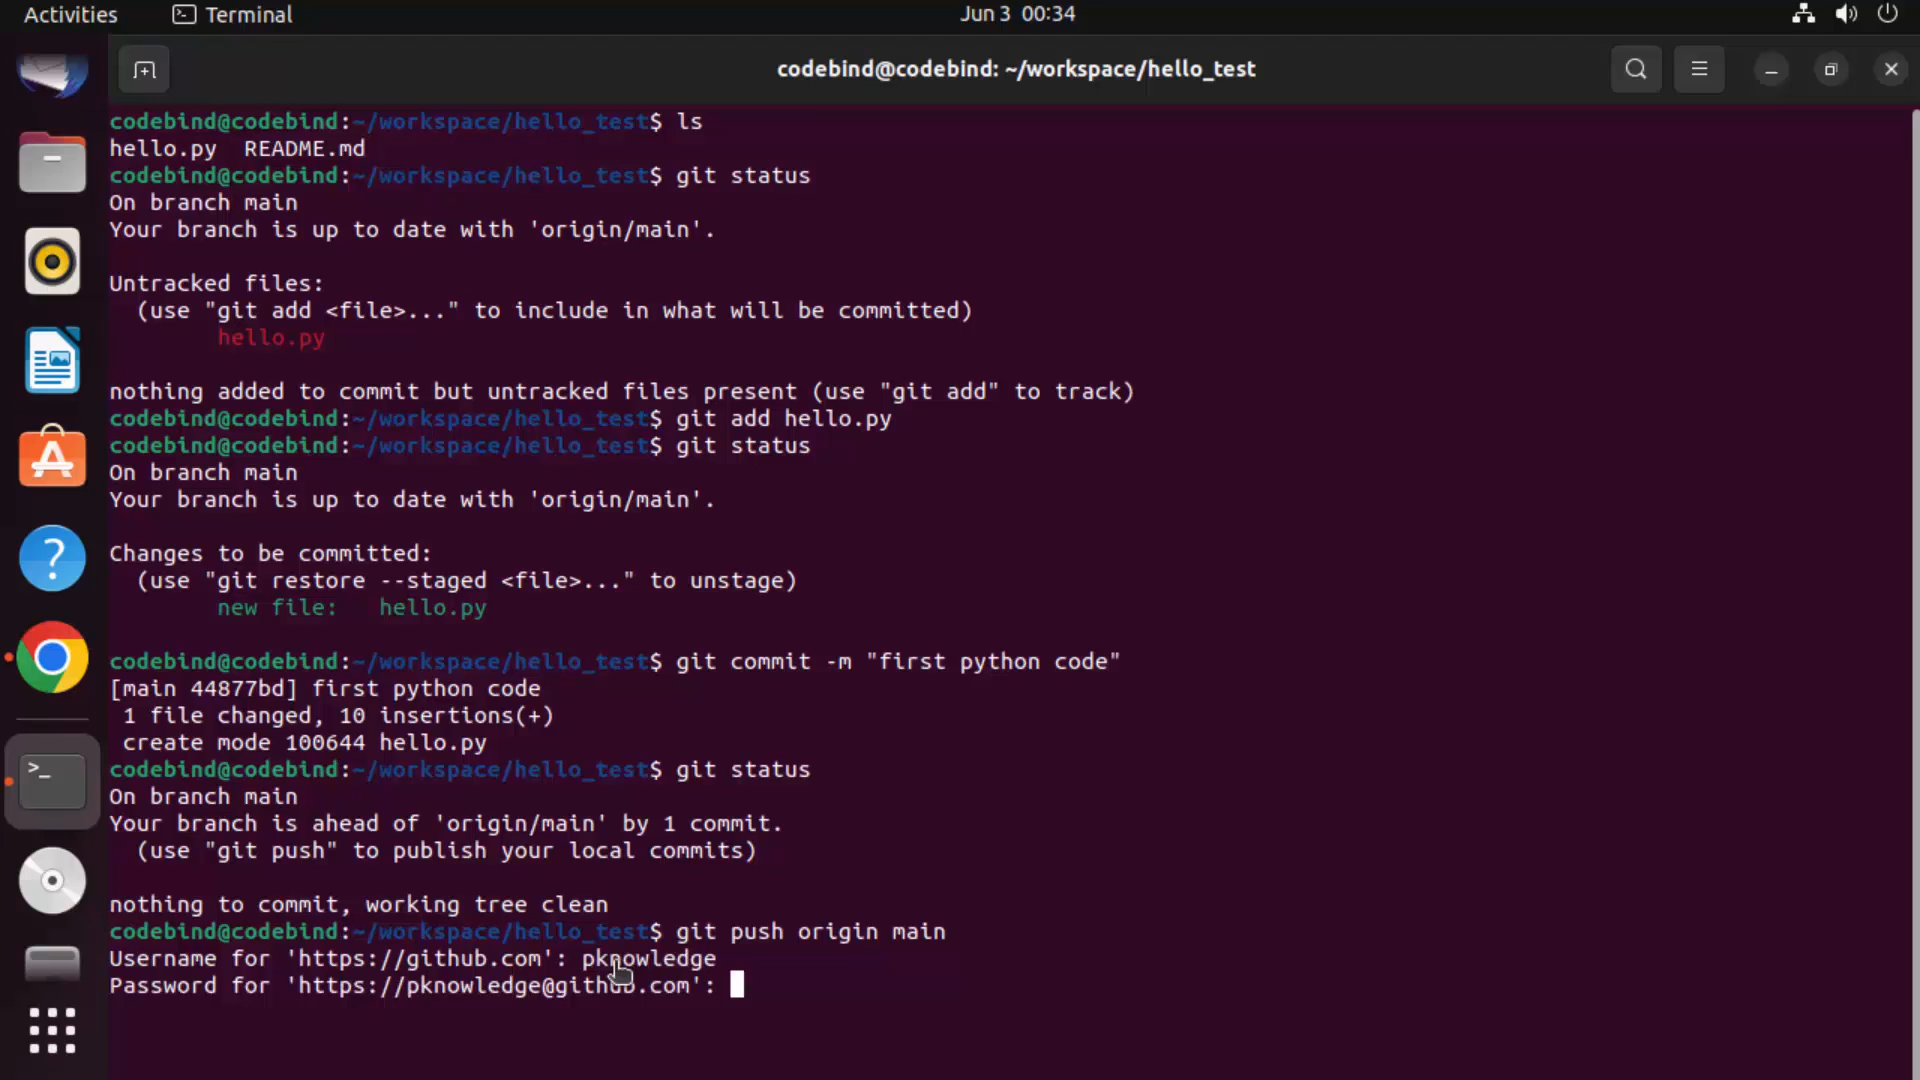 Activities Terminal Jun 3 00:34
codebind@codebind: ~/workspace/hello_test
codebind@codebind:~/workspace/hello_test$ ls
hello.py  README.md
codebind@codebind:~/workspace/hello_test$ git status
On branch main
Your branch is up to date with 'origin/main'.
Untracked files:
  (use "git add <file>..." to include in what will be committed)
        hello.py
nothing added to commit but untracked files present (use "git add" to track)
codebind@codebind:~/workspace/hello_test$ git add hello.py
codebind@codebind:~/workspace/hello_test$ git status
On branch main
Your branch is up to date with 'origin/main'.
Changes to be committed:
  (use "git restore --staged <file>..." to unstage)
        new file:   hello.py
codebind@codebind:~/workspace/hello_test$ git commit -m "first python code"
[main 44877bd] first python code
 1 file changed, 10 insertions(+)
 create mode 100644 hello.py
codebind@codebind:~/workspace/hello_test$ git status
On branch main
Your branch is ahead of 'origin/main' by 1 commit.
  (use "git push" to publish your local commits)
nothing to commit, working tree clean
codebind@codebind:~/workspace/hello_test$ git push origin main
Username for 'https://github.com': pknowledge
Password for 'https://pknowledge@github.com':